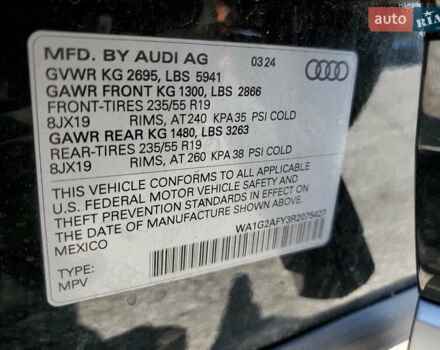 MFD. BY AUDI AG
03 24
GVWR KG 2695, LBS 5941
GAWR FRONT KG 1300, LBS 2866
FRONT-TIRES 235/55 R19
8JX19 RIMS, AT 240 KPA 35 PSI COLD
GAWR REAR KG 1480, LBS 3263
REAR-TIRES 235/55 R19
8JX19 RIMS, AT 260 KPA 38 PSI COLD
THIS VEHICLE CONFORMS TO ALL APPLICABLE
U.S. FEDERAL MOTOR VEHICLE SAFETY AND
THEFT PREVENTION STANDARDS IN EFFECT ON
THE DATE OF MANUFACTURE SHOWN ABOVE.
MEXICO
WA1G2AFY3R2075427
TYPE:
MPV
AUTO
RIA